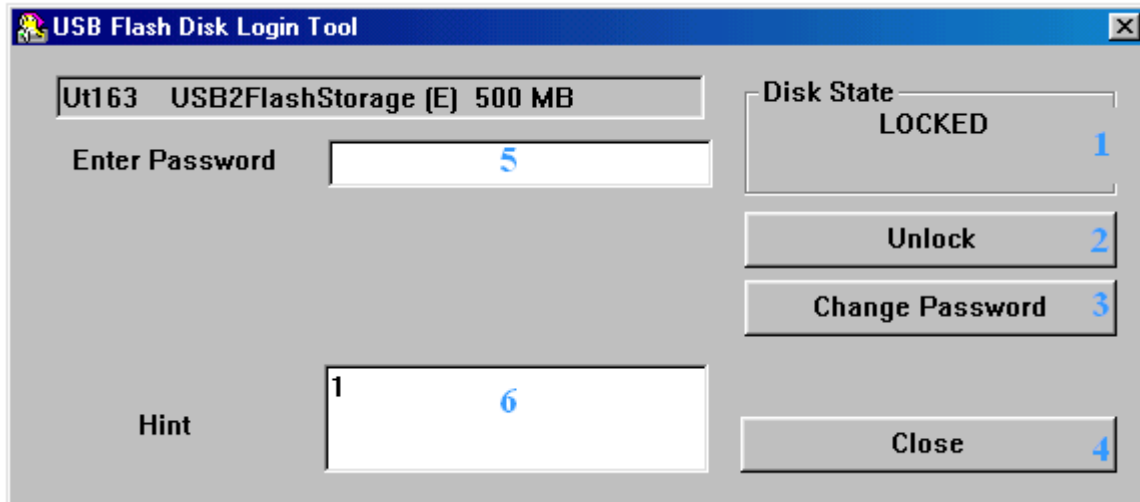 USB Flash Disk Login Tool
Ut163 USB2FlashStorage (E) 500 MB
Disk State
LOCKED
1
Enter Password
5
Unlock
2
Change Password
3
Hint
1
6
Close
4